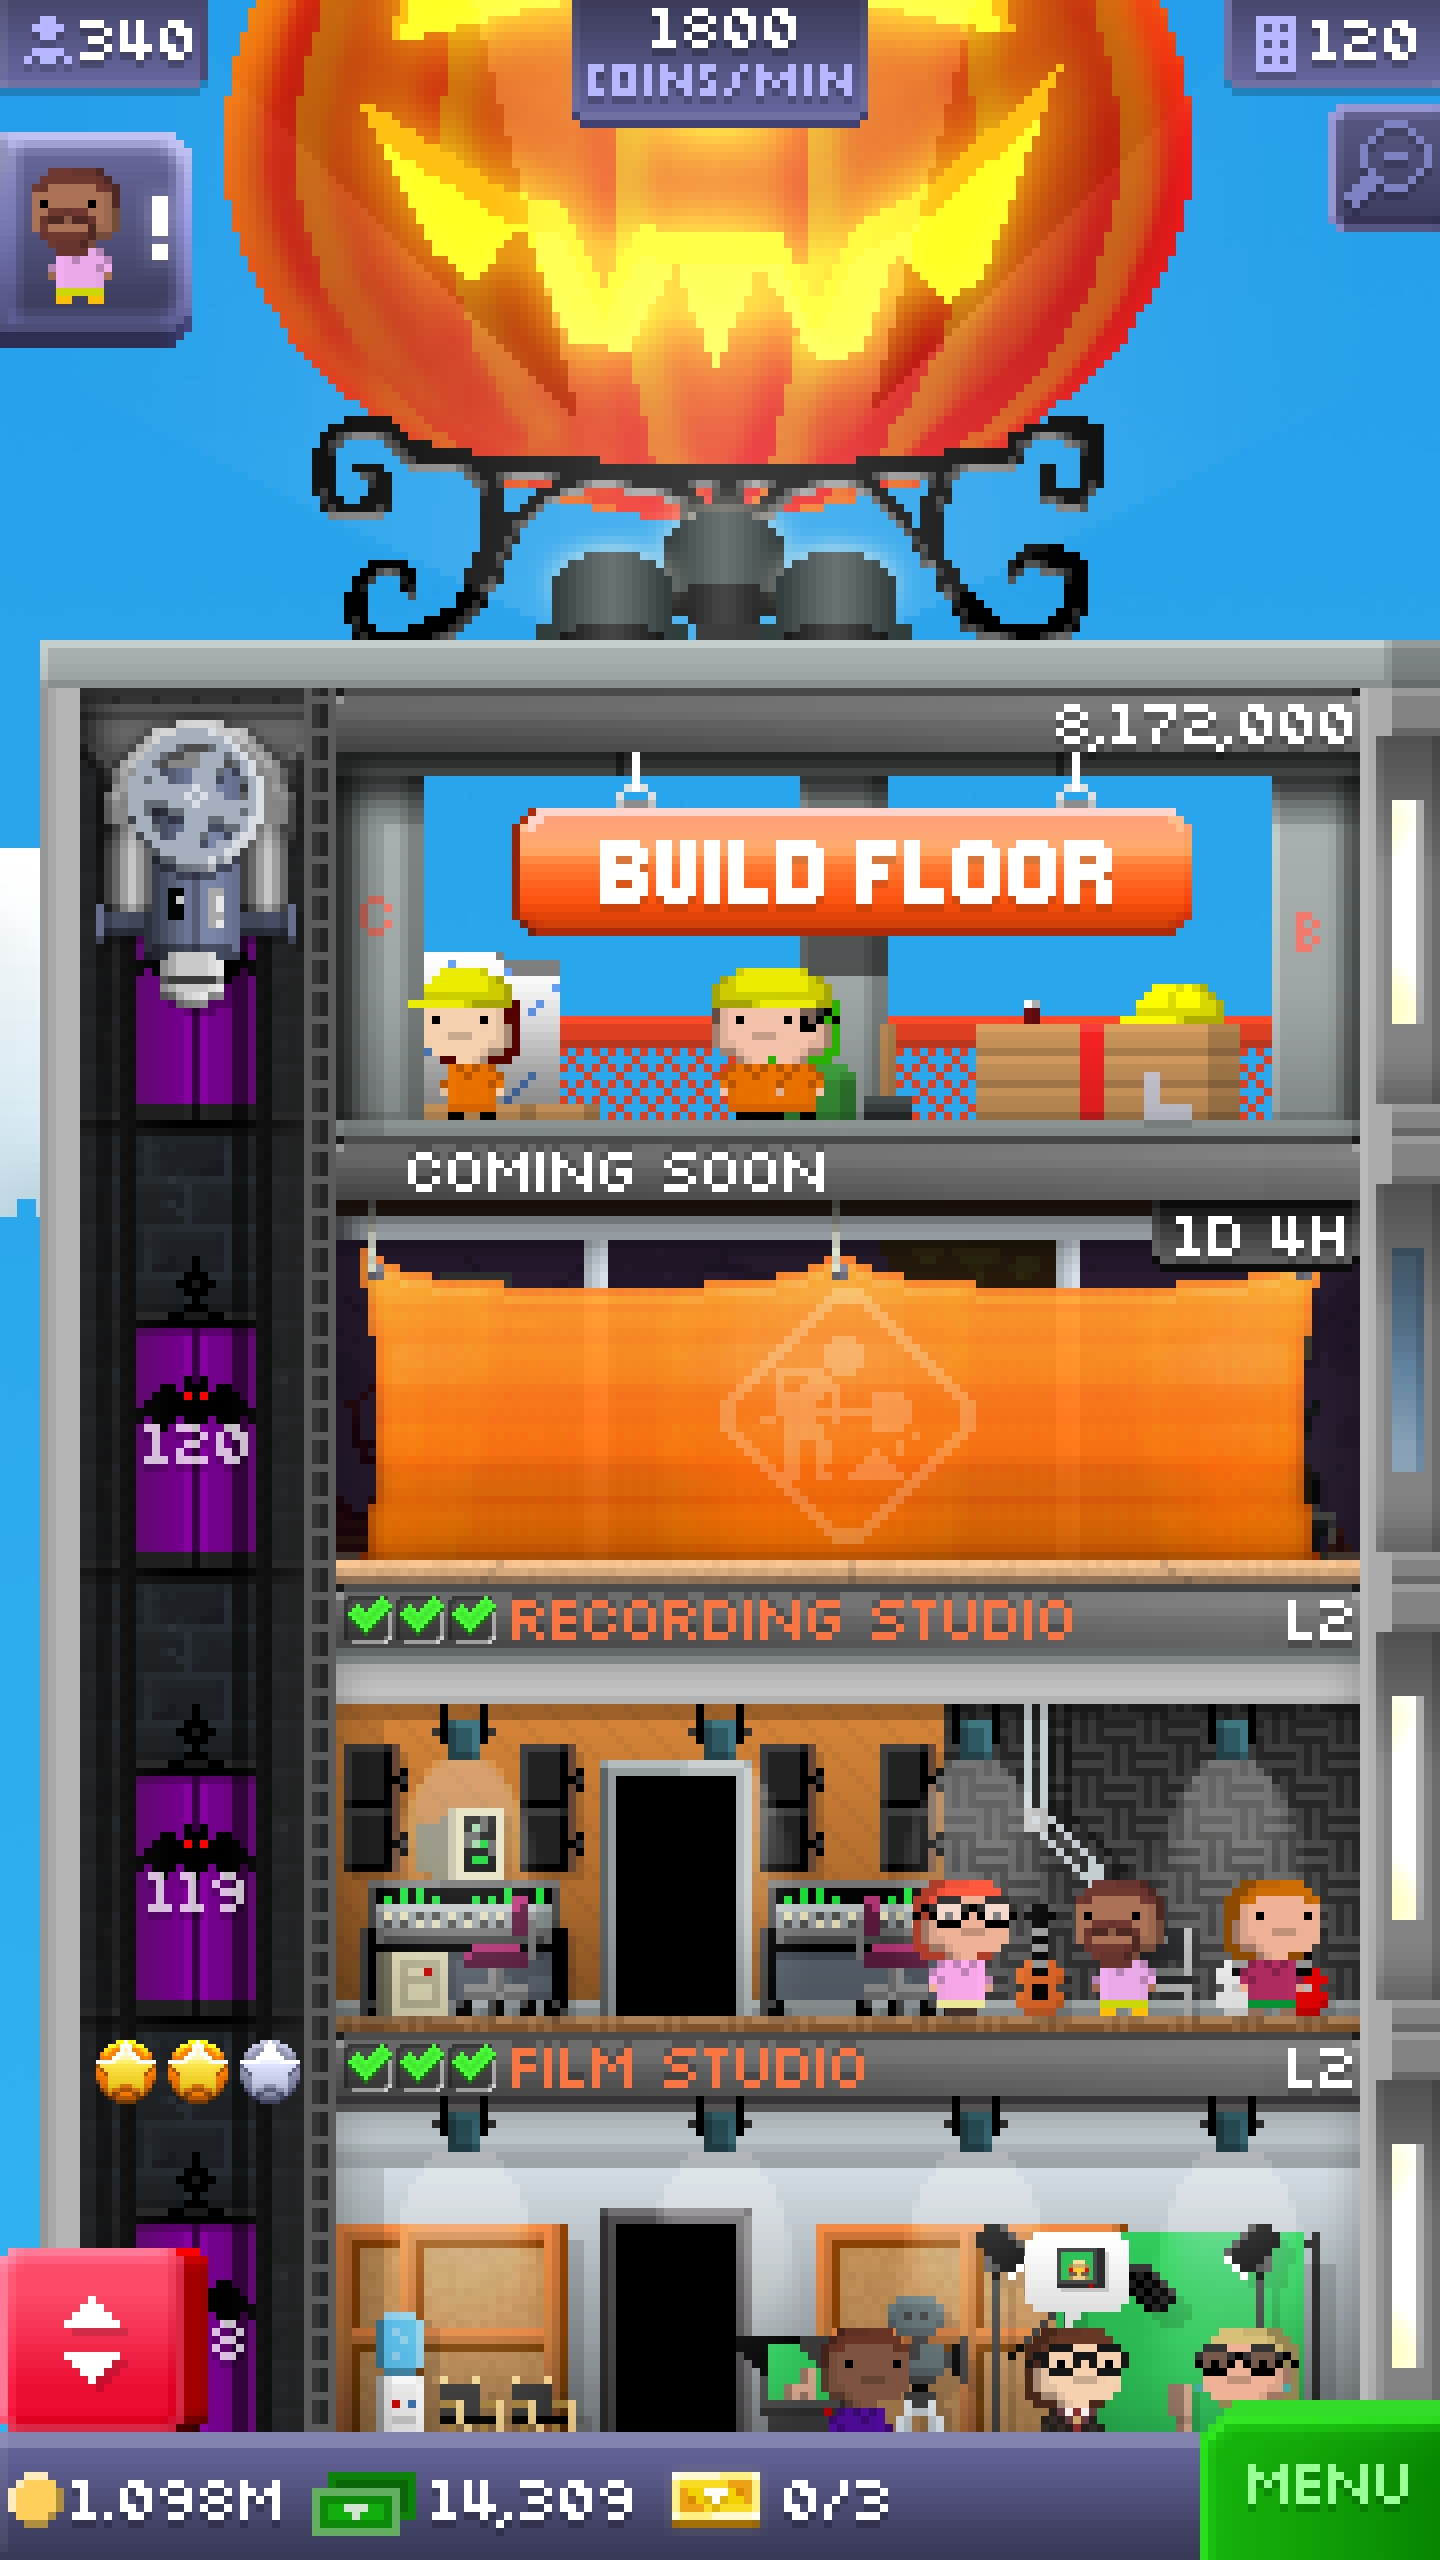 340
1800
COINS/MIN
120
!
8,172,000
BUILD FLOOR
C
B
COMING SOON
1D 4H
120
RECORDING STUDIO L2
119
FILM STUDIO L2
8
1.098M 14,309 0/3
MENU